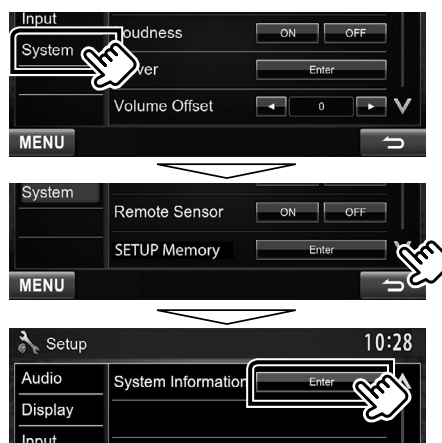 Input
System
oudness
ON
OFF
ver
Enter
Volume Offset
0
MENU
System
Remote Sensor
ON
OFF
SETUP Memory
Enter
MENU
Setup
10:28
Audio
System Information
Enter
Display
Input